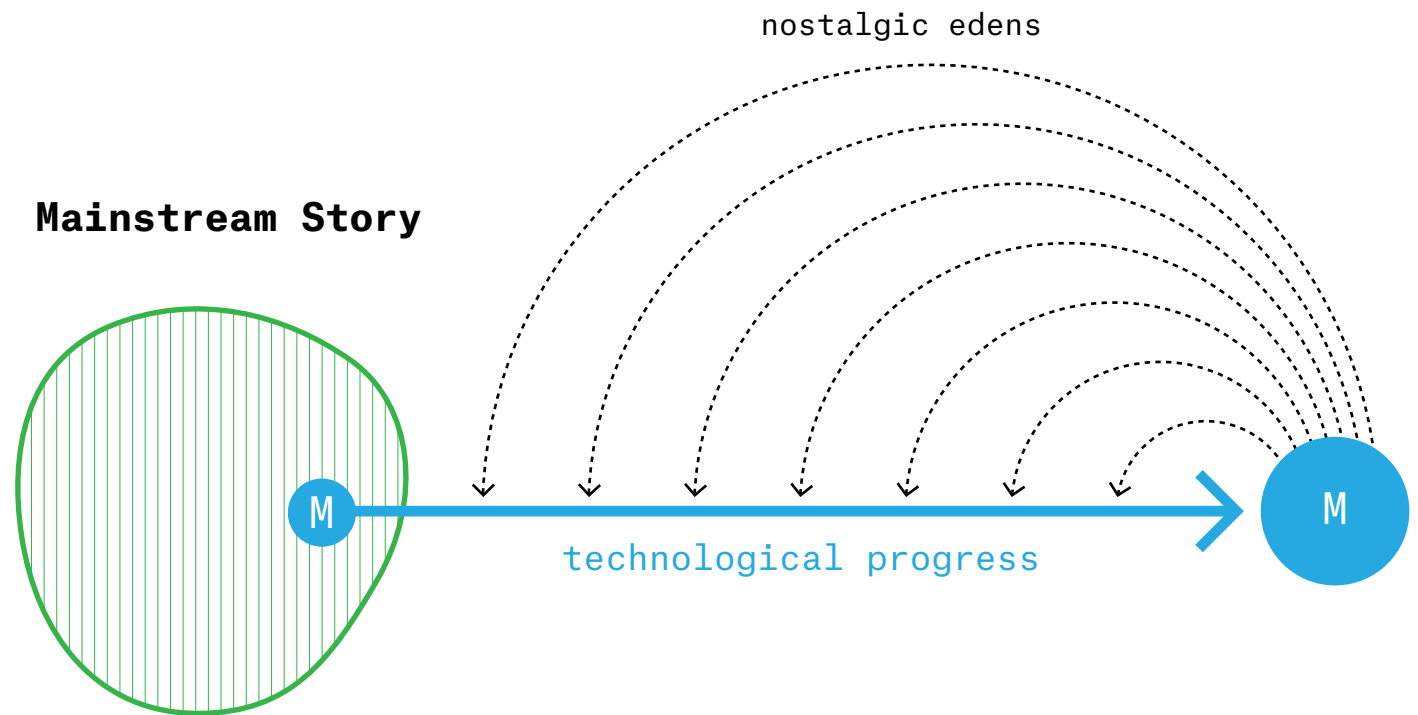 nostalgic edens
Mainstream Story
M
technological progress
M